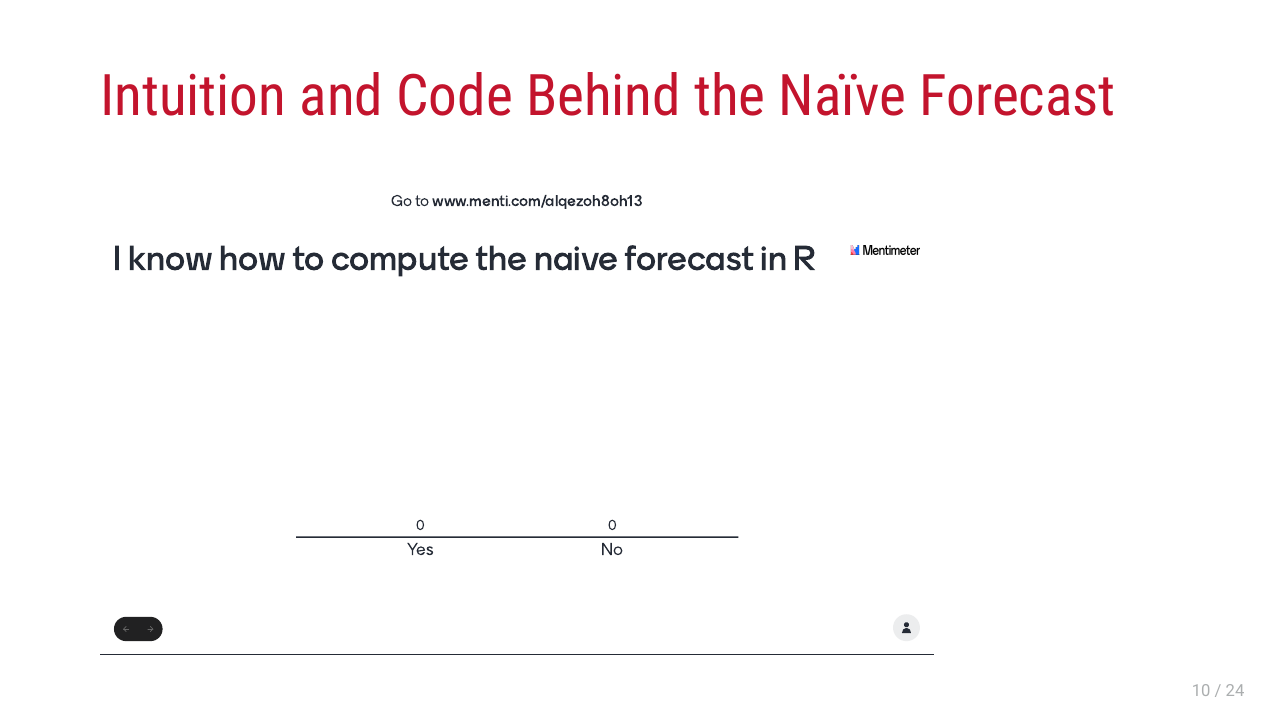 Intuition and Code Behind the Naïve Forecast
Go to www.menti.com/alqezoh8oh13
I know how to compute the naive forecast in R
Mentimeter
0 0
Yes No
10 / 24